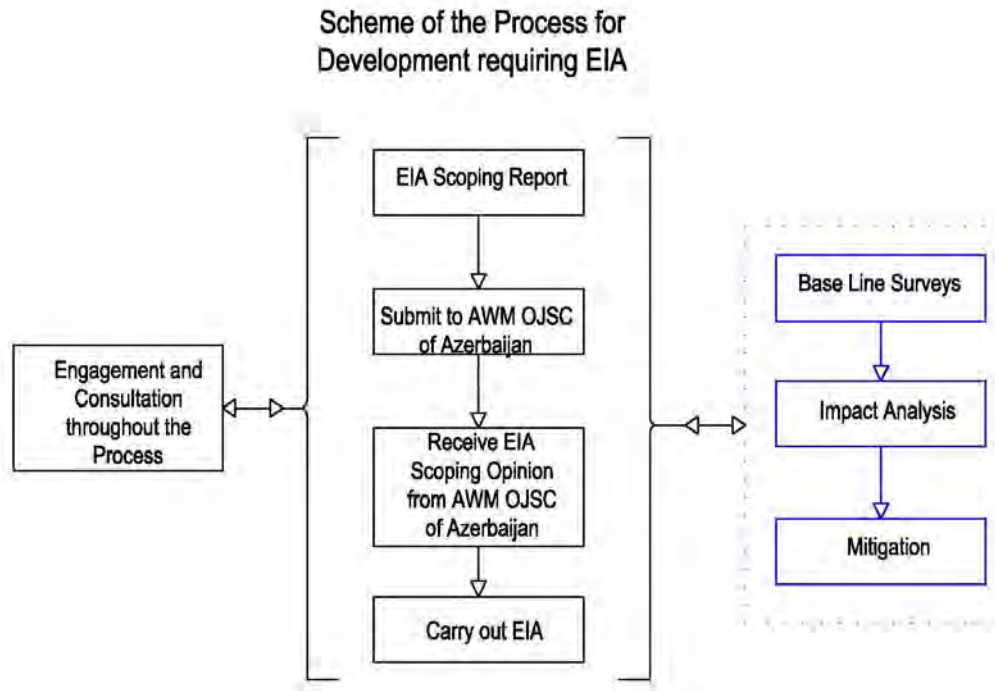 Scheme of the Process for
Development requiring EIA
EIA Scoping Report
Submit to AWM OJSC
of Azerbaijan
Receive EIA
Scoping Opinion
from AWM OJSC
of Azerbaijan
Carry out EIA
Engagement and
Consultation
throughout the
Process
Base Line Surveys
Impact Analysis
Mitigation